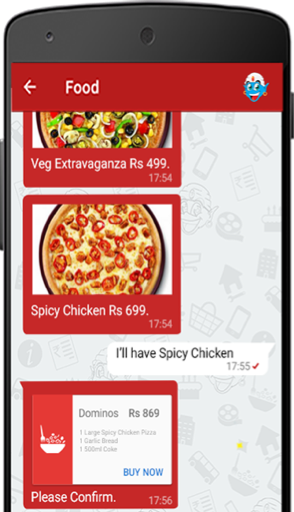 Food
Veg Extravaganza Rs 499.
17:54
Spicy Chicken Rs 699.
17:54
I'll have Spicy Chicken
17:55
Dominos Rs 869
1 Large Spicy Chicken Pizza
1 Garlic Bread
1 500ml Coke
BUY NOW
Please Confirm.
17:56